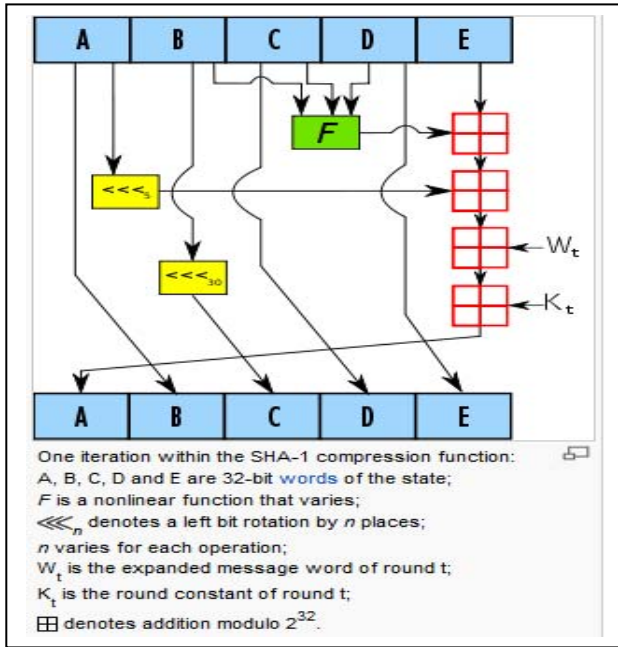 A B C D E
F
<<<5
Wt
<<<30
Kt
A B C D E
One iteration within the SHA-1 compression function:
A, B, C, D and E are 32-bit words of the state;
F is a nonlinear function that varies;
<<<n denotes a left bit rotation by n places;
n varies for each operation;
Wt is the expanded message word of round t;
Kt is the round constant of round t;
⊞ denotes addition modulo 2^32.